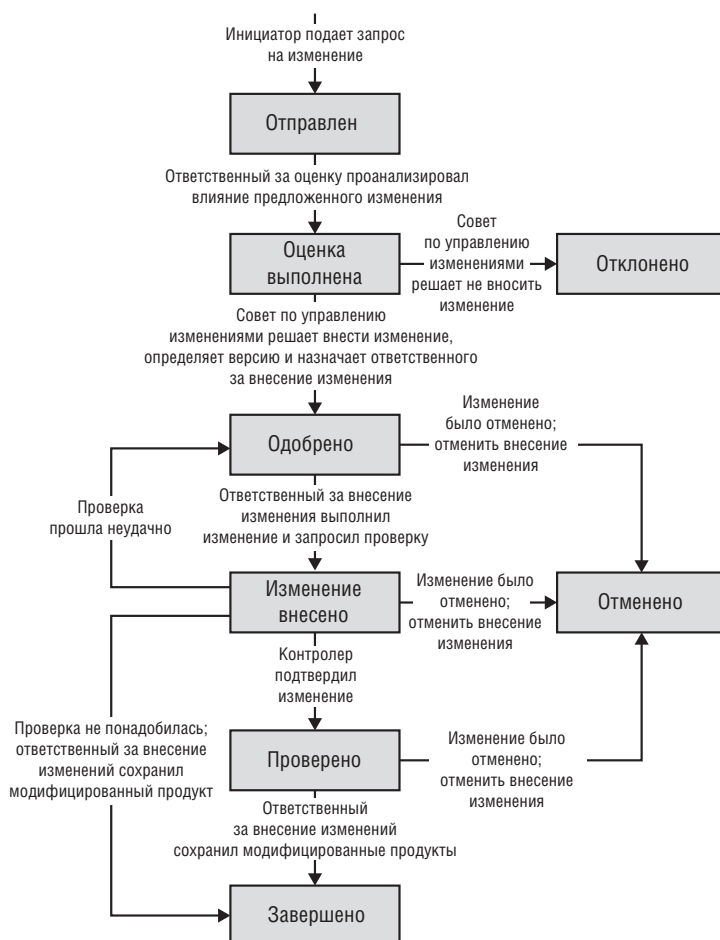 Инициатор подает запрос
на изменение
Отправлен
Ответственный за оценку проанализировал
влияние предложенного изменения
Оценка
выполнена
Совет
по управлению
изменениями
решает не вносить
изменение
Отклонено
Совет по управлению
изменениями решает внести изменение,
определяет версию и назначает ответственного
за внесение изменения
Одобрено
Изменение
было отменено;
отменить внесение
изменения
Проверка
прошла неудачно
Ответственный за внесение
изменения выполнил
изменение и запросил проверку
Изменение
внесено
Изменение было
отменено;
отменить внесение
изменения
Отменено
Контролер
подтвердил
изменение
Проверка не понадобилась;
ответственный за внесение
изменений сохранил
модифицированный продукт
Проверено
Изменение было
отменено;
отменить внесение
изменения
Ответственный
за внесение изменений
сохранил модифицированные продукты
Завершено